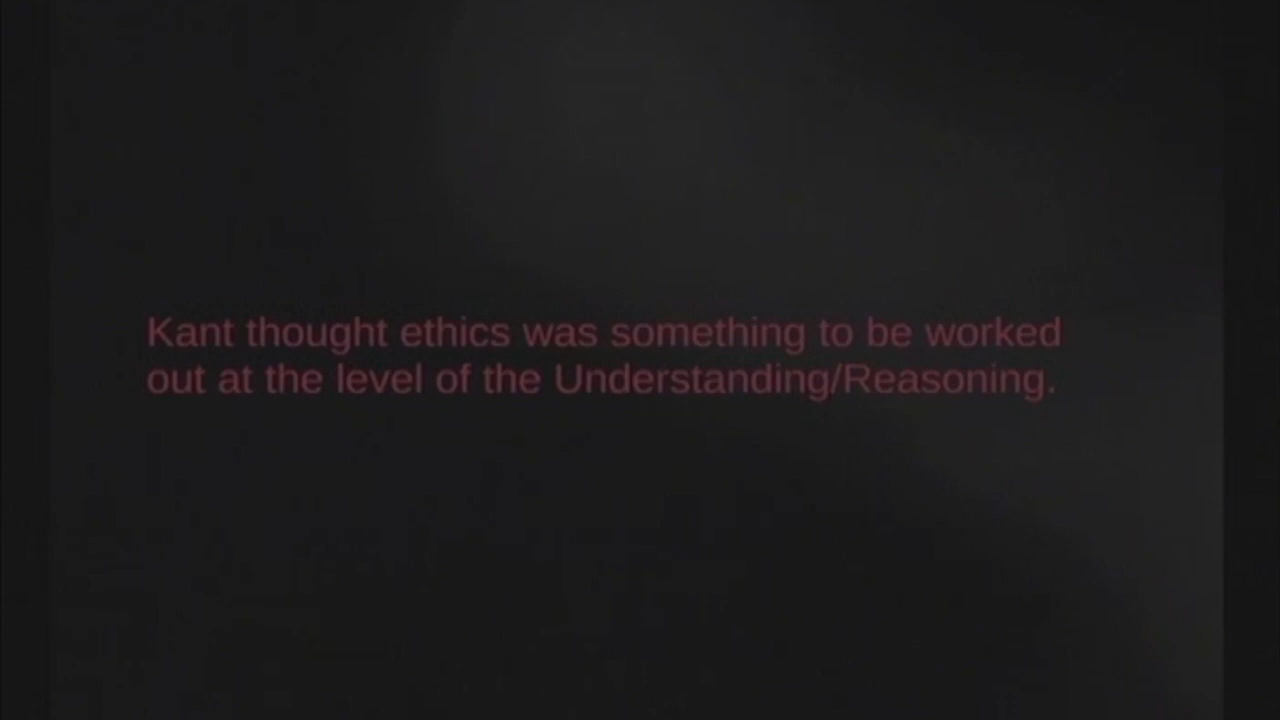 Kant thought ethics was something to be worked
out at the level of the Understanding/Reasoning.